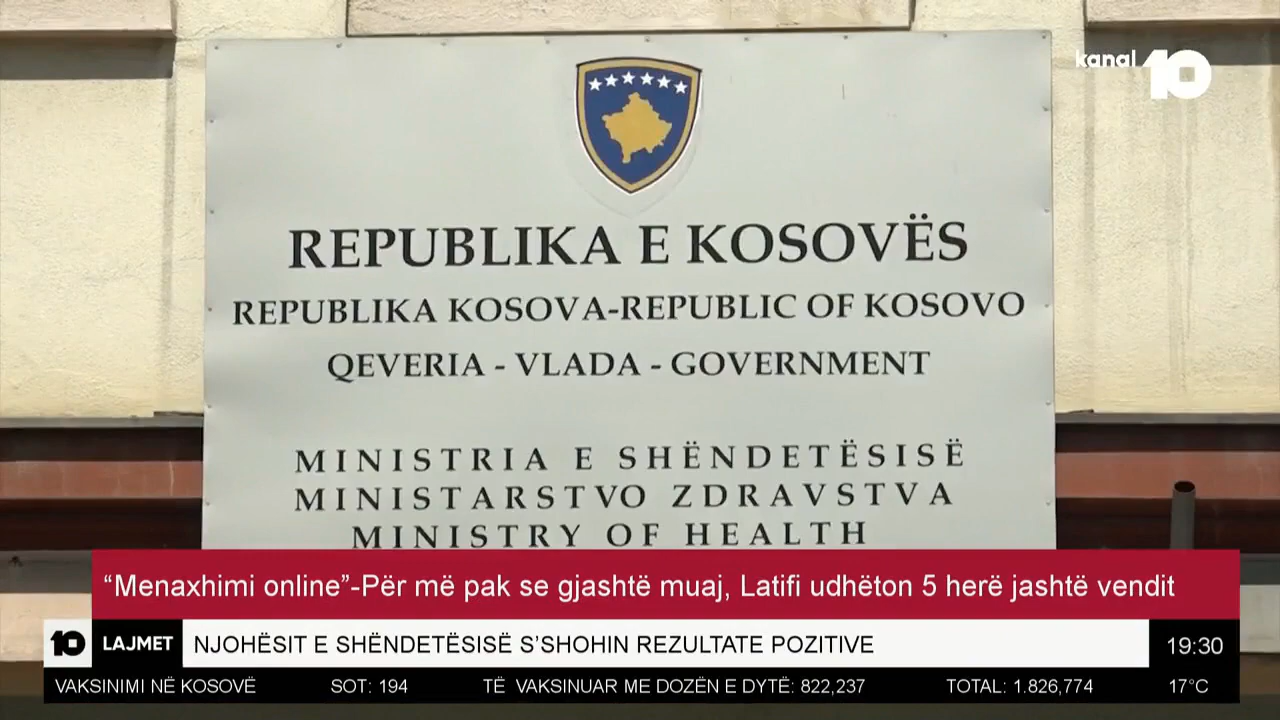 kanal 10
REPUBLIKA E KOSOVËS
REPUBLIKA KOSOVA-REPUBLIC OF KOSOVO
QEVERIA - VLADA - GOVERNMENT
MINISTRIA E SHËNDETËSISË
MINISTARSTVO ZDRAVSTVA
MINISTRY OF HEALTH
“Menaxhimi online”-Për më pak se gjashtë muaj, Latifi udhëton 5 herë jashtë vendit
10 LAJMET NJOHËSIT E SHËNDETËSISË S’SHOHIN REZULTATE POZITIVE 19:30
VAKSINIMI NË KOSOVË SOT: 194 TË VAKSINUAR ME DOZËN E DYTË: 822,237 TOTAL: 1.826,774 17°C